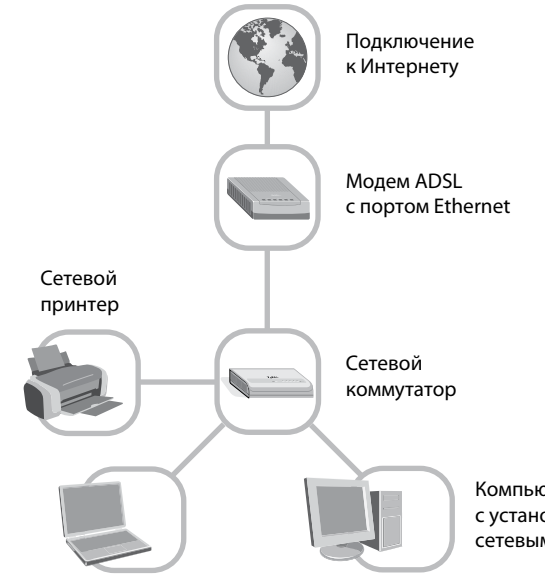 Подключение
к Интернету
Модем ADSL
с портом Ethernet
Сетевой
принтер
Сетевой
коммутатор
с